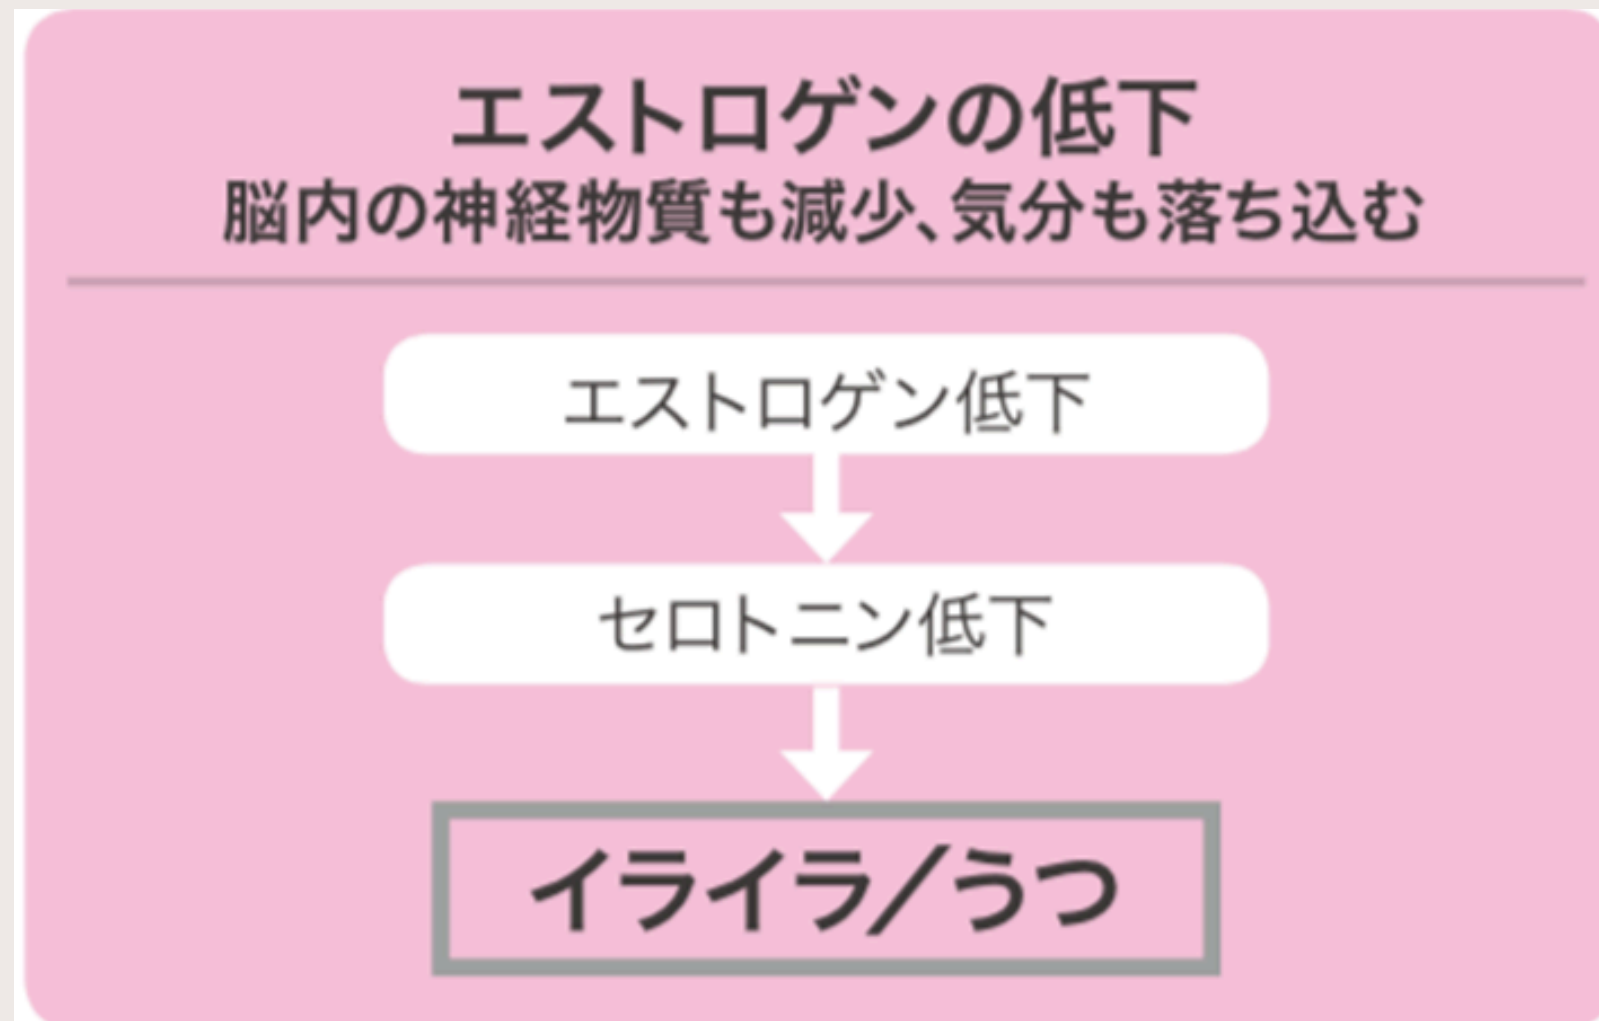 エストロゲンの低下
脳内の神経物質も減少、気分も落ち込む
エストロゲン低下
セロトニン低下
イライラ／うつ